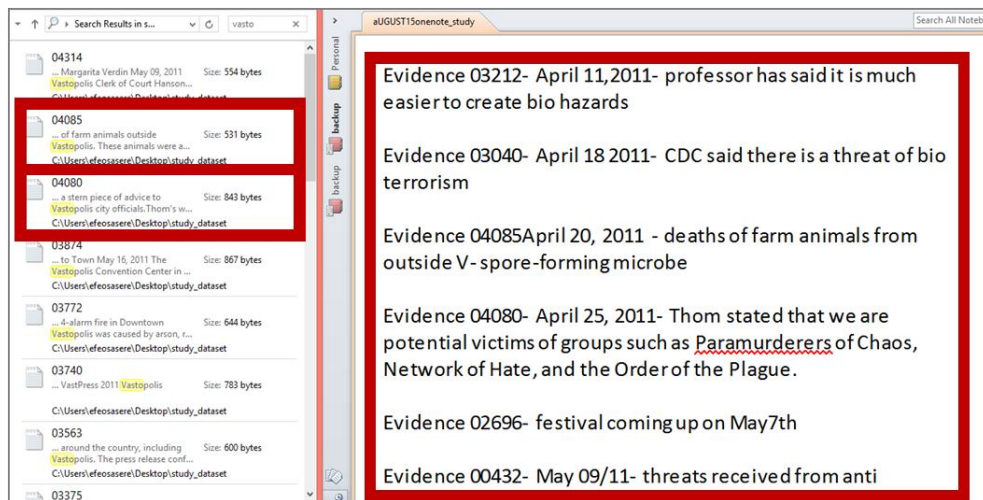 Search Results in s...
vasto
04314
... Margarita Verdin May 09, 2011
Size: 554 bytes
Vastopolis Clerk of Court Hanson...
C:\Users\efeosasere\Desktop\study_dataset
04085
... of farm animals outside
Size: 531 bytes
Vastopolis. These animals were a...
C:\Users\efeosasere\Desktop\study_dataset
04080
... a stern piece of advice to
Size: 843 bytes
Vastopolis city officials.Thom's w...
C:\Users\efeosasere\Desktop\study_dataset
03874
... to Town May 16, 2011 The
Size: 867 bytes
Vastopolis Convention Center in ...
C:\Users\efeosasere\Desktop\study_dataset
03772
... 4-alarm fire in Downtown
Size: 644 bytes
Vastopolis was caused by arson, r...
C:\Users\efeosasere\Desktop\study_dataset
03740
... VastPress 2011 Vastopolis
Size: 783 bytes
C:\Users\efeosasere\Desktop\study_dataset
03563
... around the country, including
Size: 600 bytes
Vastopolis. The press release conf...
C:\Users\efeosasere\Desktop\study_dataset
03375
Personal
backup
backup
aUGUST15onenote_study
Search All Noteb
Evidence 03212- April 11,2011- professor has said it is much
easier to create bio hazards
Evidence 03040- April 18 2011- CDC said there is a threat of bio
terrorism
Evidence 04085April 20, 2011 - deaths of farm animals from
outside V- spore-forming microbe
Evidence 04080- April 25, 2011- Thom stated that we are
potential victims of groups such as Paramurderers of Chaos,
Network of Hate, and the Order of the Plague.
Evidence 02696- festival coming up on May7th
Evidence 00432- May 09/11- threats received from anti